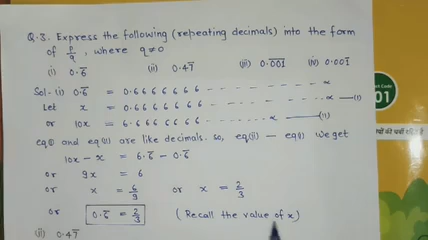 Q.3. Express the following (repeating decimals) into the form
of p/q, where q≠0
(i) 0.6̅ (ii) 0.47̅ (iii) 0.0̅0̅1̅ (iv) 0.001̅
Sol- (i) 0.6̅ = 0.6666666 - - - - - - - - - - - ∝
Let x = 0.6666666 - - - - - - - - - - - ∝ —(i)
or 10x = 6.6666666 - - - - - - - ∝ —(ii)
eq(i) and eq(ii) are like decimals. so, eq(ii) — eq(i) we get
10x - x = 6.6̅ - 0.6̅
or 9x = 6
or x = 6/9 or x = 2/3
or 0.6̅ = 2/3 (Recall the value of x)
(ii) 0.47̅
01